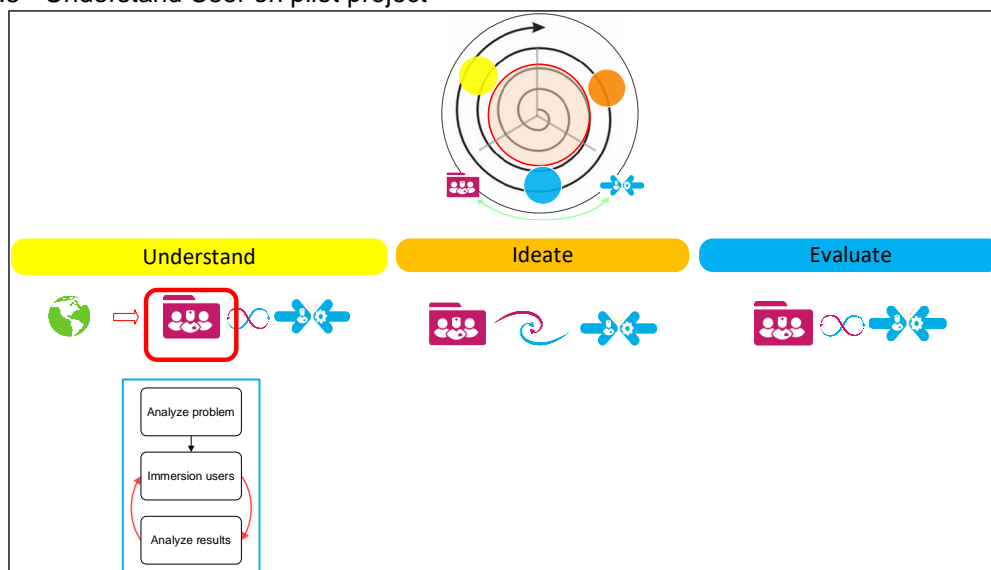 Understand User on pilot project
Understand
Ideate
Evaluate
Analyze problem
Immersion users
Analyze results